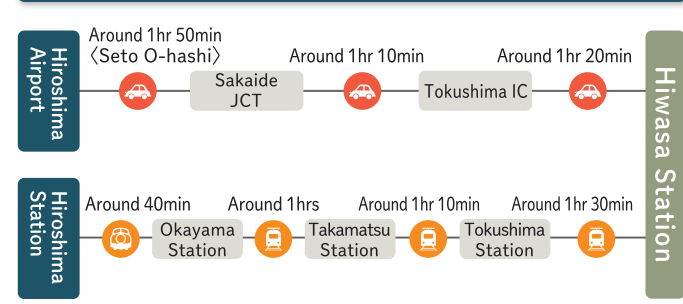 Hiroshima
Airport
Around 1hr 50min
〈Seto O-hashi〉
Sakaide
JCT
Around 1hr 10min
Tokushima IC
Around 1hr 20min
Hiroshima
Station
Around 40min
Okayama
Station
Around 1hrs
Takamatsu
Station
Around 1hr 10min
Tokushima
Station
Around 1hr 30min
Hiwasa Station